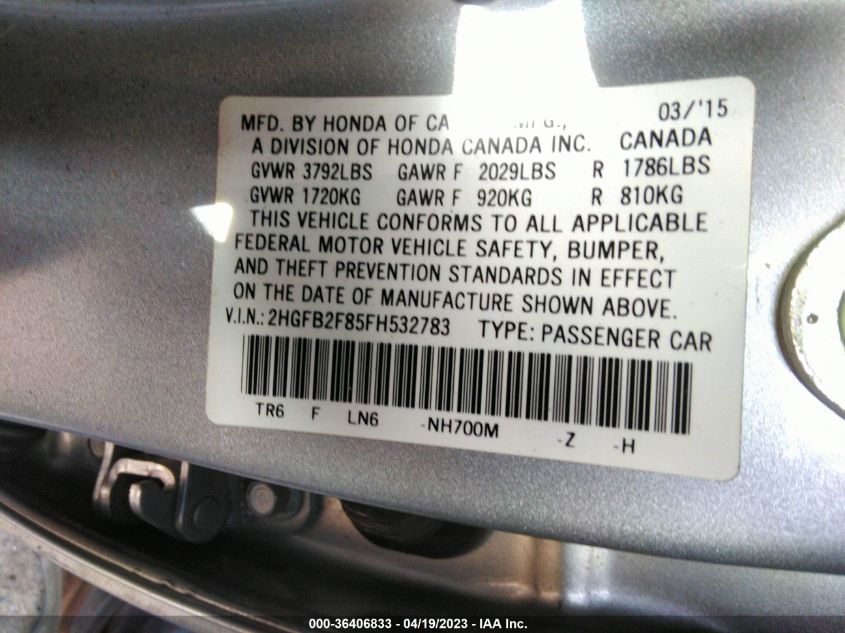 03/'15
MFD. BY HONDA OF CA
A DIVISION OF HONDA CANADA INC. CANADA
GVWR 3792LBS GAWR F 2029LBS R 1786LBS
GVWR 1720KG GAWR F 920KG R 810KG
THIS VEHICLE CONFORMS TO ALL APPLICABLE
FEDERAL MOTOR VEHICLE SAFETY, BUMPER,
AND THEFT PREVENTION STANDARDS IN EFFECT
ON THE DATE OF MANUFACTURE SHOWN ABOVE.
V.I.N.: 2HGFB2F85FH532783 TYPE: PASSENGER CAR
TR6 F LN6 -NH700M -Z -H
000-36406833 - 04/19/2023 - IAA Inc.